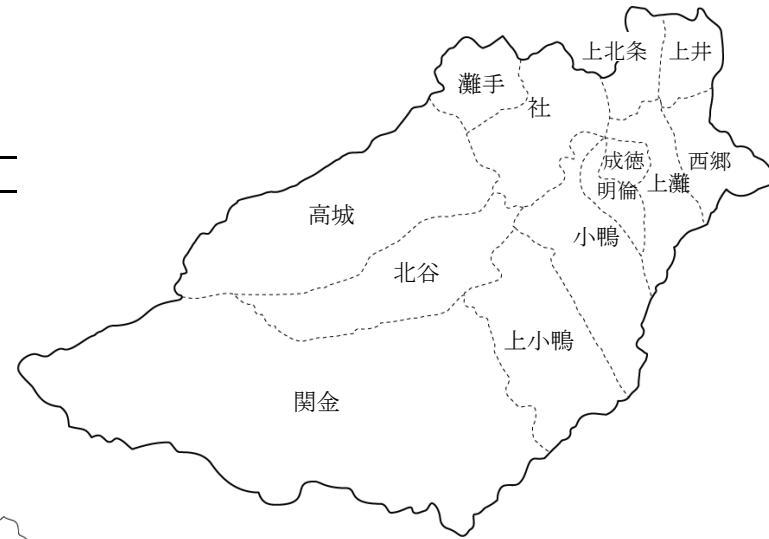 上北条
上井
灘手
社
成徳
西郷
明倫
上灘
高城
小鴨
北谷
上小鴨
関金